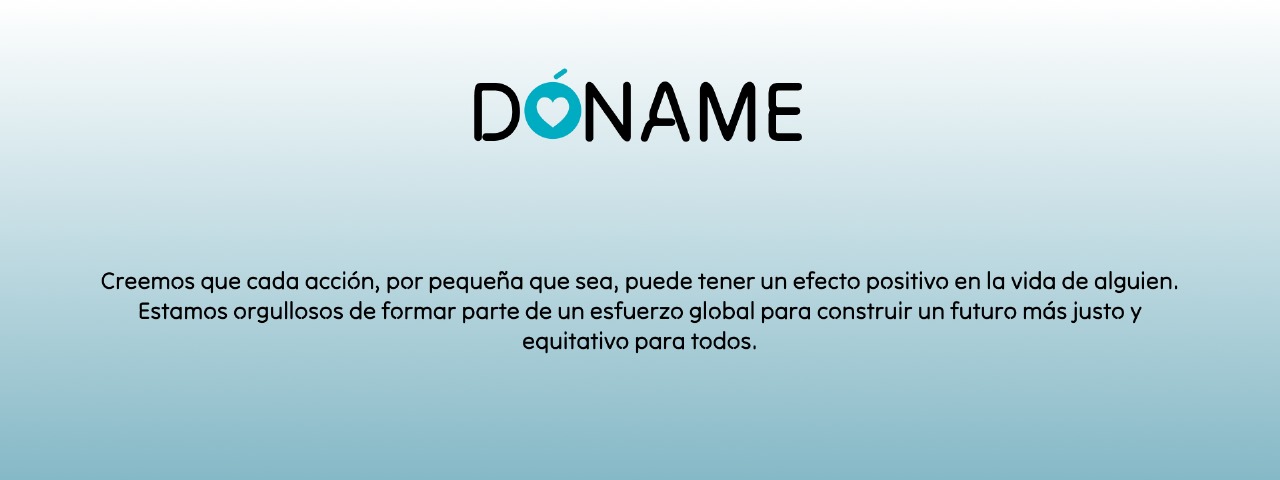 DÓNAME
Creemos que cada acción, por pequeña que sea, puede tener un efecto positivo en la vida de alguien.
Estamos orgullosos de formar parte de un esfuerzo global para construir un futuro más justo y
equitativo para todos.